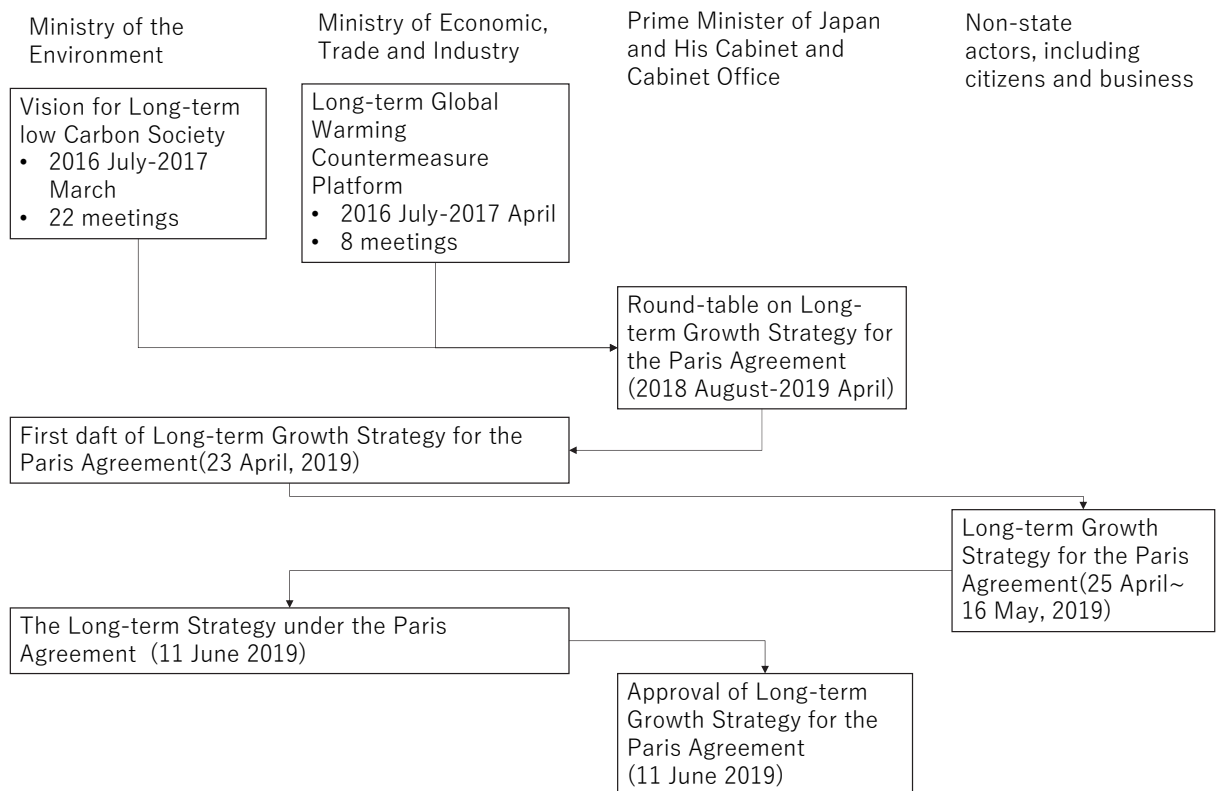 Ministry of the
Environment
Ministry of Economic,
Trade and Industry
Prime Minister of Japan
and His Cabinet and
Cabinet Office
Non-state
actors, including
citizens and business
Vision for Long-term
low Carbon Society
• 2016 July-2017
March
• 22 meetings
Long-term Global
Warming
Countermeasure
Platform
• 2016 July-2017 April
• 8 meetings
Round-table on Long-
term Growth Strategy for
the Paris Agreement
(2018 August-2019 April)
First daft of Long-term Growth Strategy for the
Paris Agreement(23 April, 2019)
Long-term Growth
Strategy for the Paris
Agreement(25 April~
16 May, 2019)
The Long-term Strategy under the Paris
Agreement (11 June 2019)
Approval of Long-term
Growth Strategy for the
Paris Agreement
(11 June 2019)